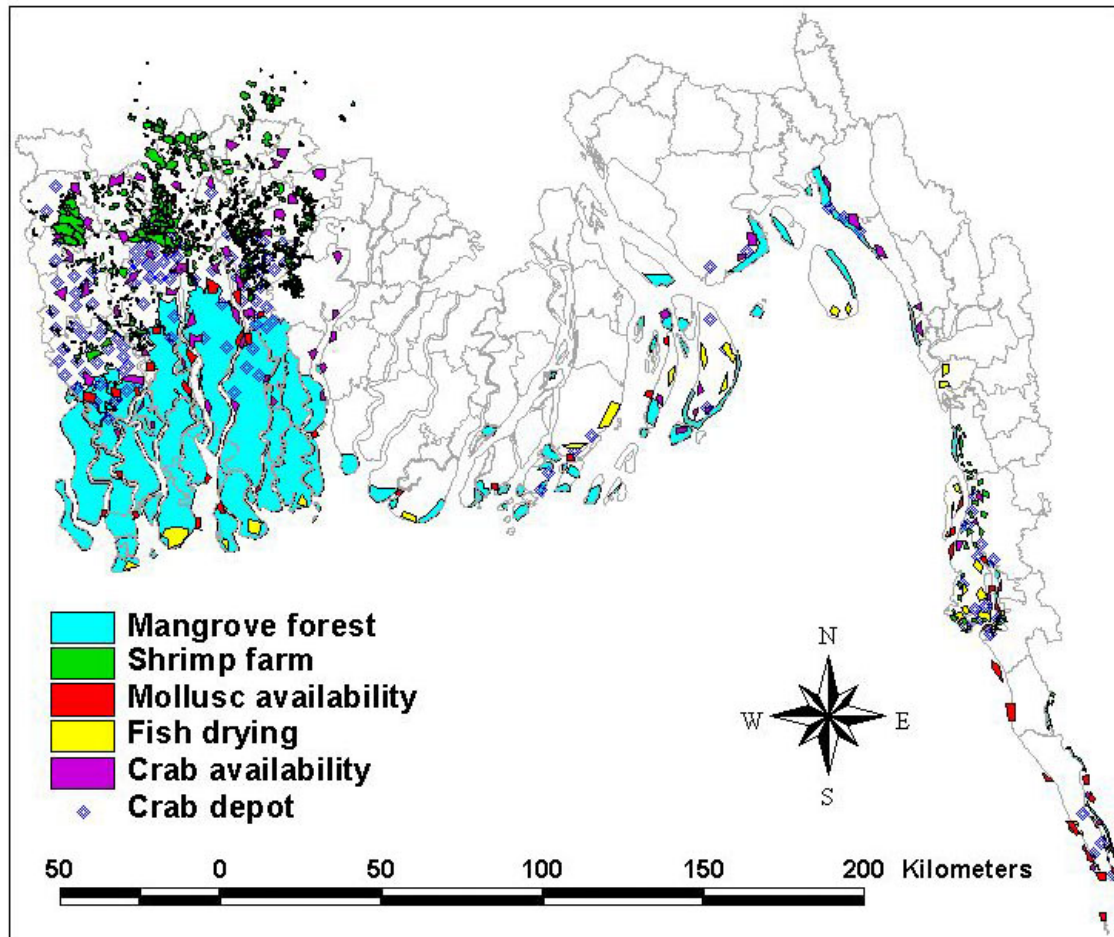 Mangrove forest
Shrimp farm
Mollusc availability
Fish drying
Crab availability
Crab depot
N
W E
S
50 0 50 100 150 200 Kilometers